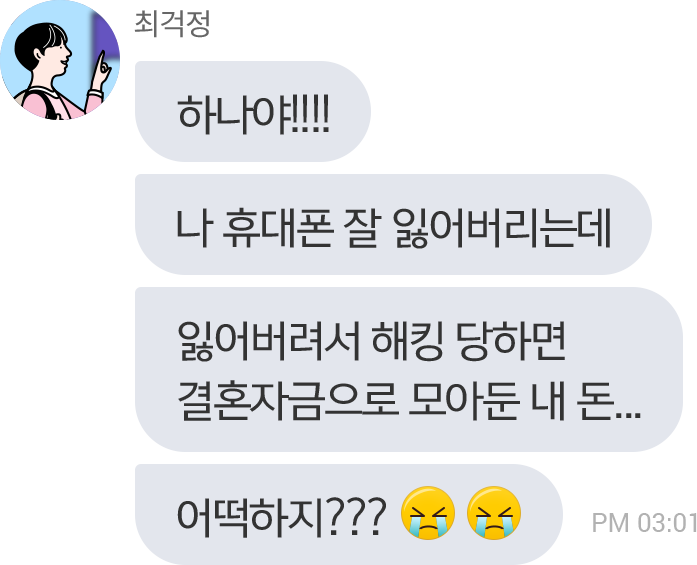 최걱정
하나야!!!!
나 휴대폰 잘 잃어버리는데
잃어버려서 해킹 당하면
결혼자금으로 모아둔 내 돈...
어떡하지???
PM 03:01